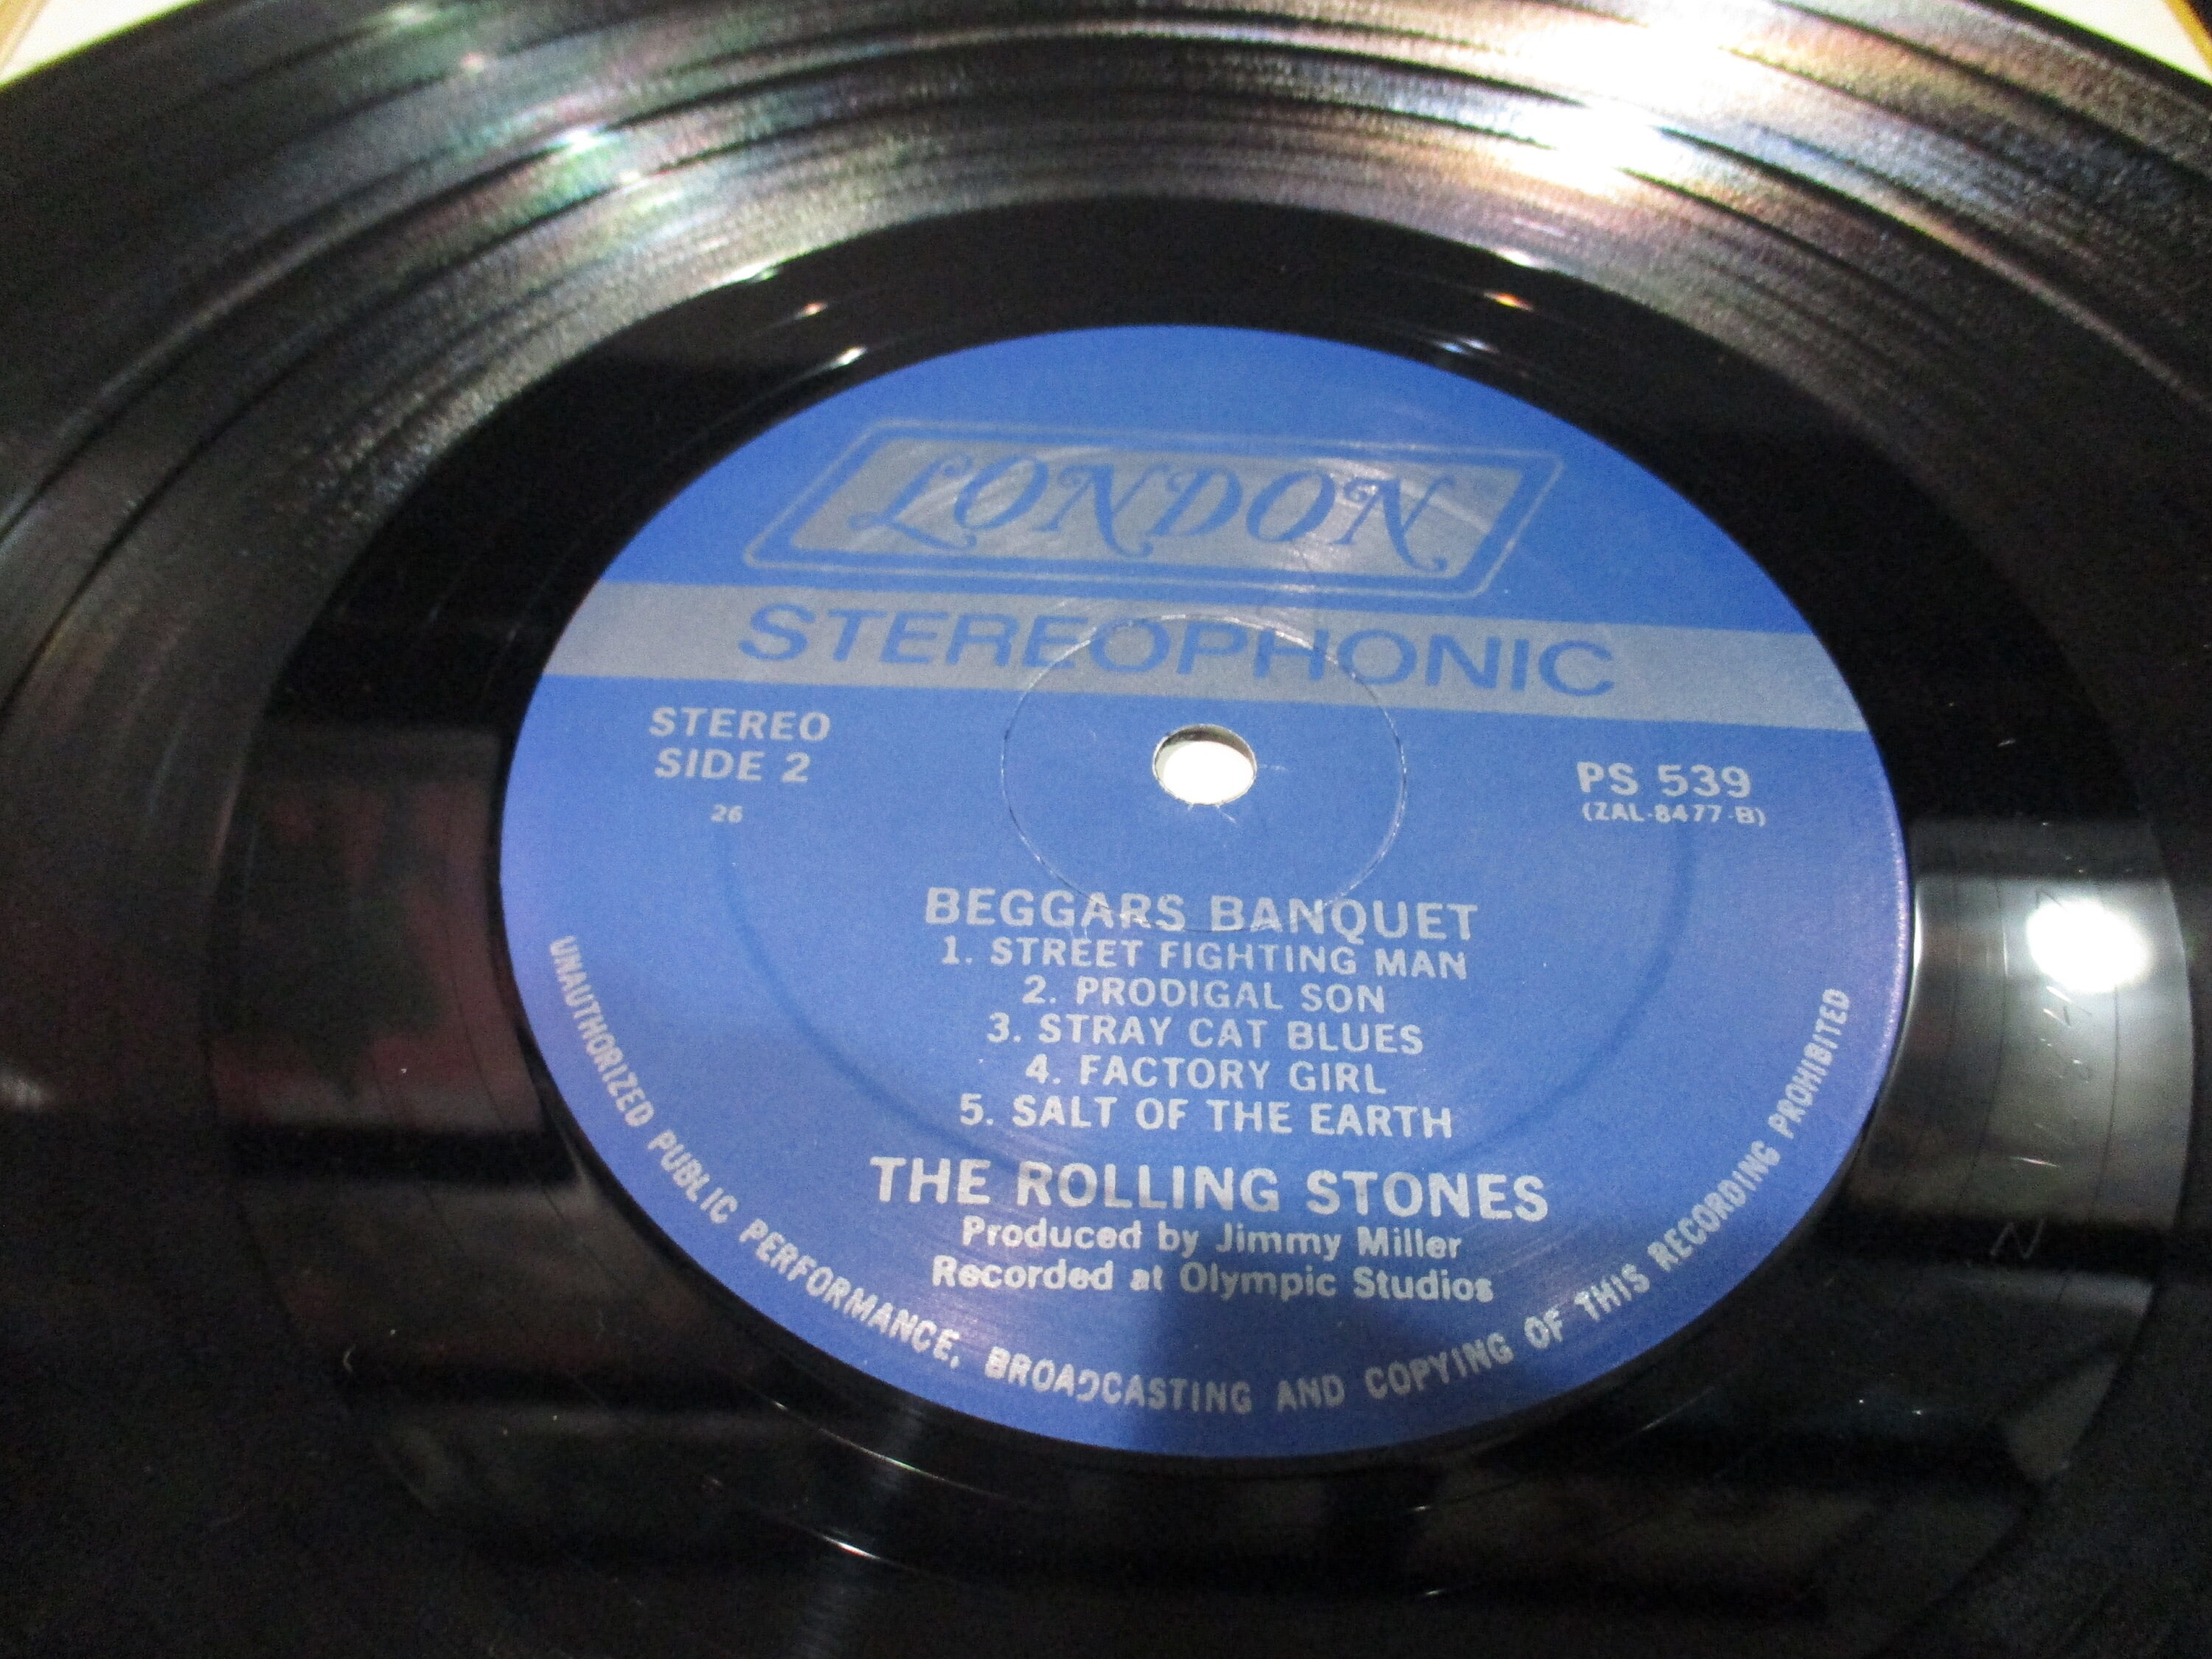 LONDON
STEREOPHONIC
STEREO
SIDE 2
26
PS 539
(ZAL-8477-B)
BEGGARS BANQUET
1. STREET FIGHTING MAN
2. PRODIGAL SON
3. STRAY CAT BLUES
4. FACTORY GIRL
5. SALT OF THE EARTH
THE ROLLING STONES
Produced by Jimmy Miller
Recorded at Olympic Studios
UNAUTHORIZED PUBLIC PERFORMANCE, BROADCASTING AND COPYING OF THIS RECORDING PROHIBITED